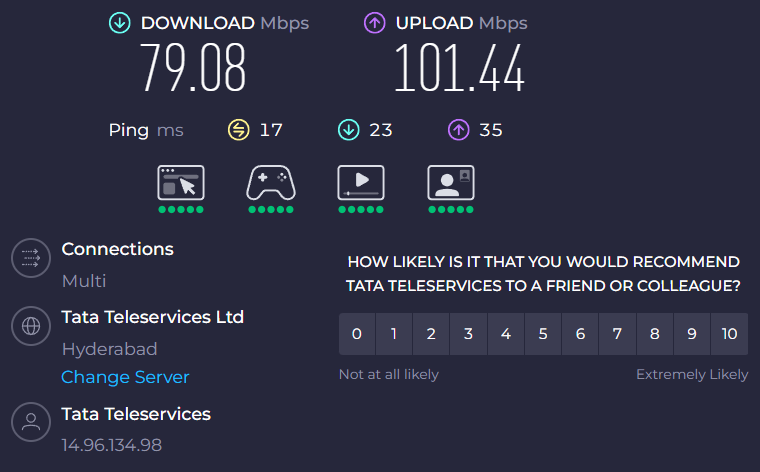 DOWNLOAD Mbps
79.08
UPLOAD Mbps
101.44
Ping ms 17 23 35
Connections
Multi
Tata Teleservices Ltd
Hyderabad
Change Server
Tata Teleservices
14.96.134.98
HOW LIKELY IS IT THAT YOU WOULD RECOMMEND
TATA TELESERVICES TO A FRIEND OR COLLEAGUE?
0 1 2 3 4 5 6 7 8 9 10
Not at all likely Extremely Likely